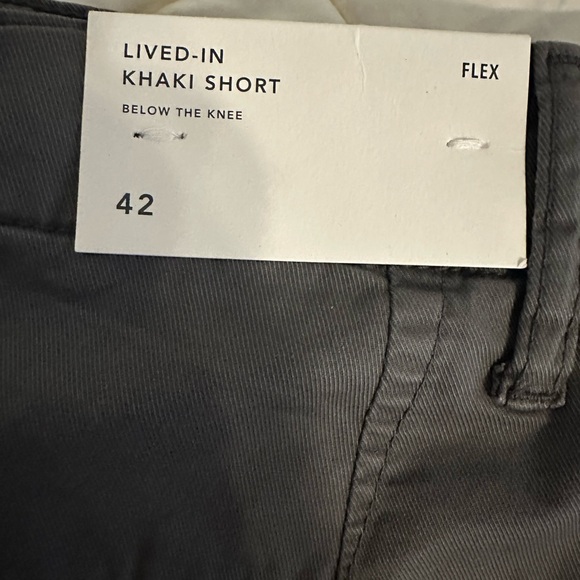 LIVED-IN
KHAKI SHORT
FLEX
BELOW THE KNEE
42